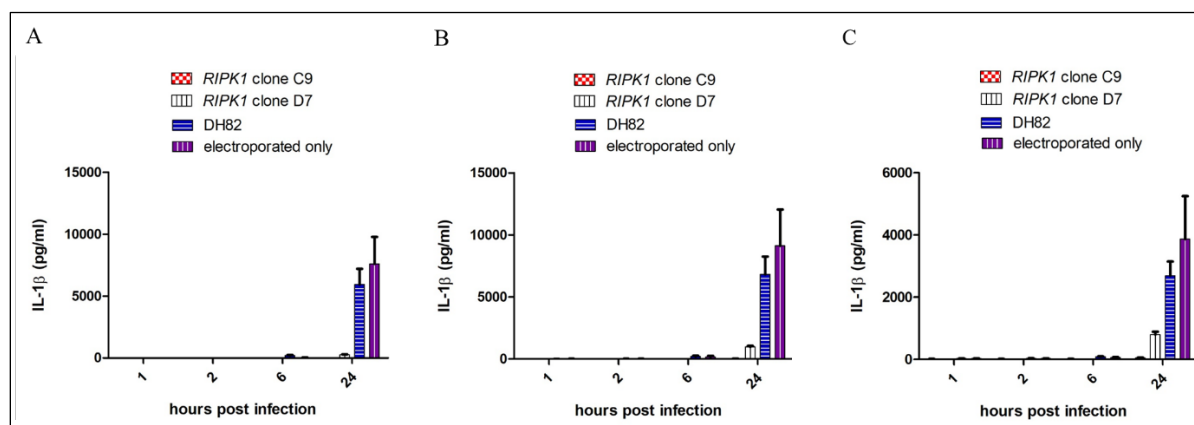 A
RIPK1 clone C9
RIPK1 clone D7
DH82
electroporated only
15000
10000
5000
0
IL-1β (pg/ml)
1
2
6
24
hours post infection
B
RIPK1 clone C9
RIPK1 clone D7
DH82
electroporated only
15000
10000
5000
0
IL-1β (pg/ml)
1
2
6
24
hours post infection
C
RIPK1 clone C9
RIPK1 clone D7
DH82
electroporated only
6000
4000
2000
0
IL-1β (pg/ml)
1
2
6
24
hours post infection